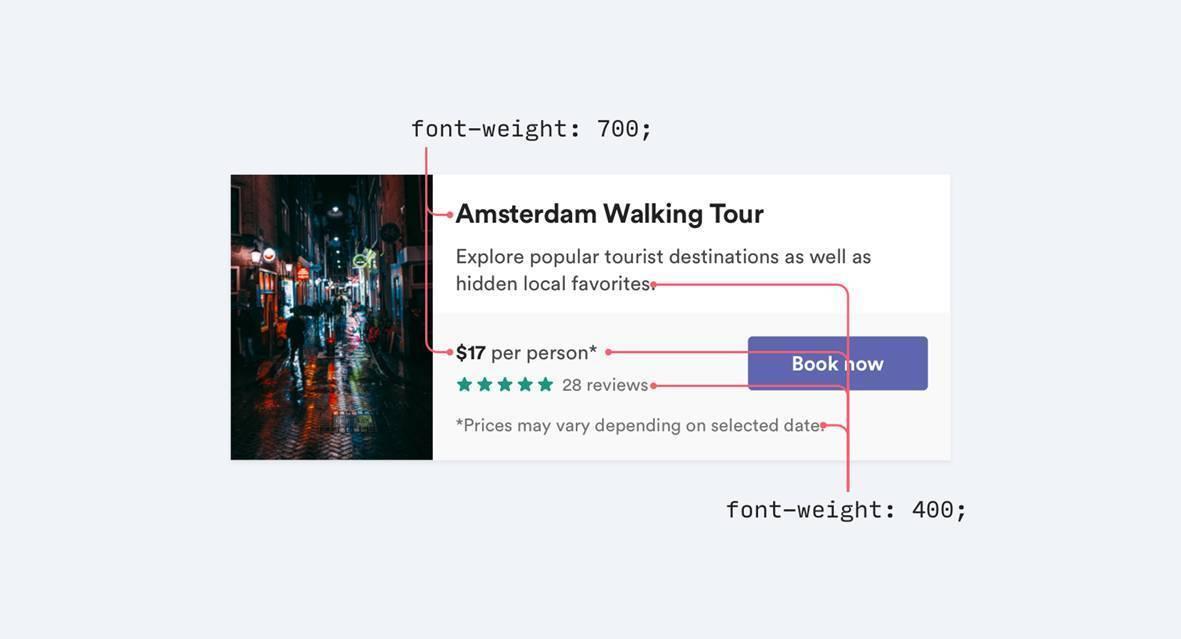 font-weight: 700;
Amsterdam Walking Tour
Explore popular tourist destinations as well as
hidden local favorites.
$17 per person*
Book now
28 reviews
*Prices may vary depending on selected date.
font-weight: 400;